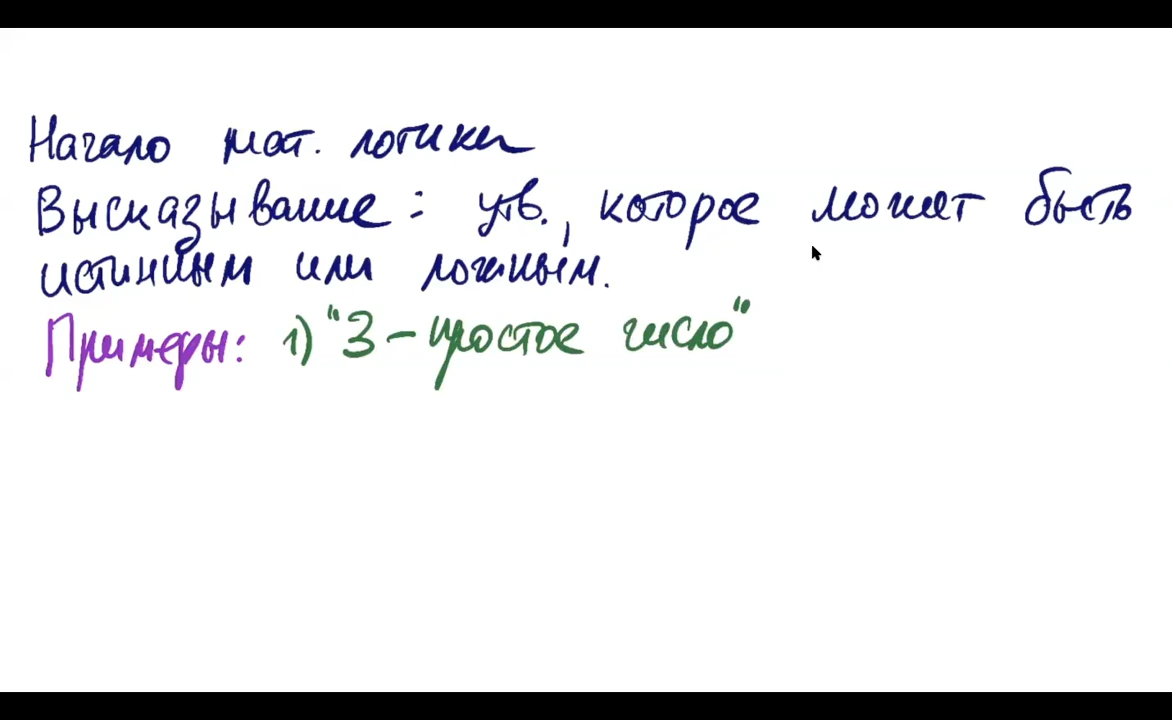 Начало мат. логики
Высказывание: утв., которое может быть
истинным или ложным.
Примеры: 1) "3 – простое число"